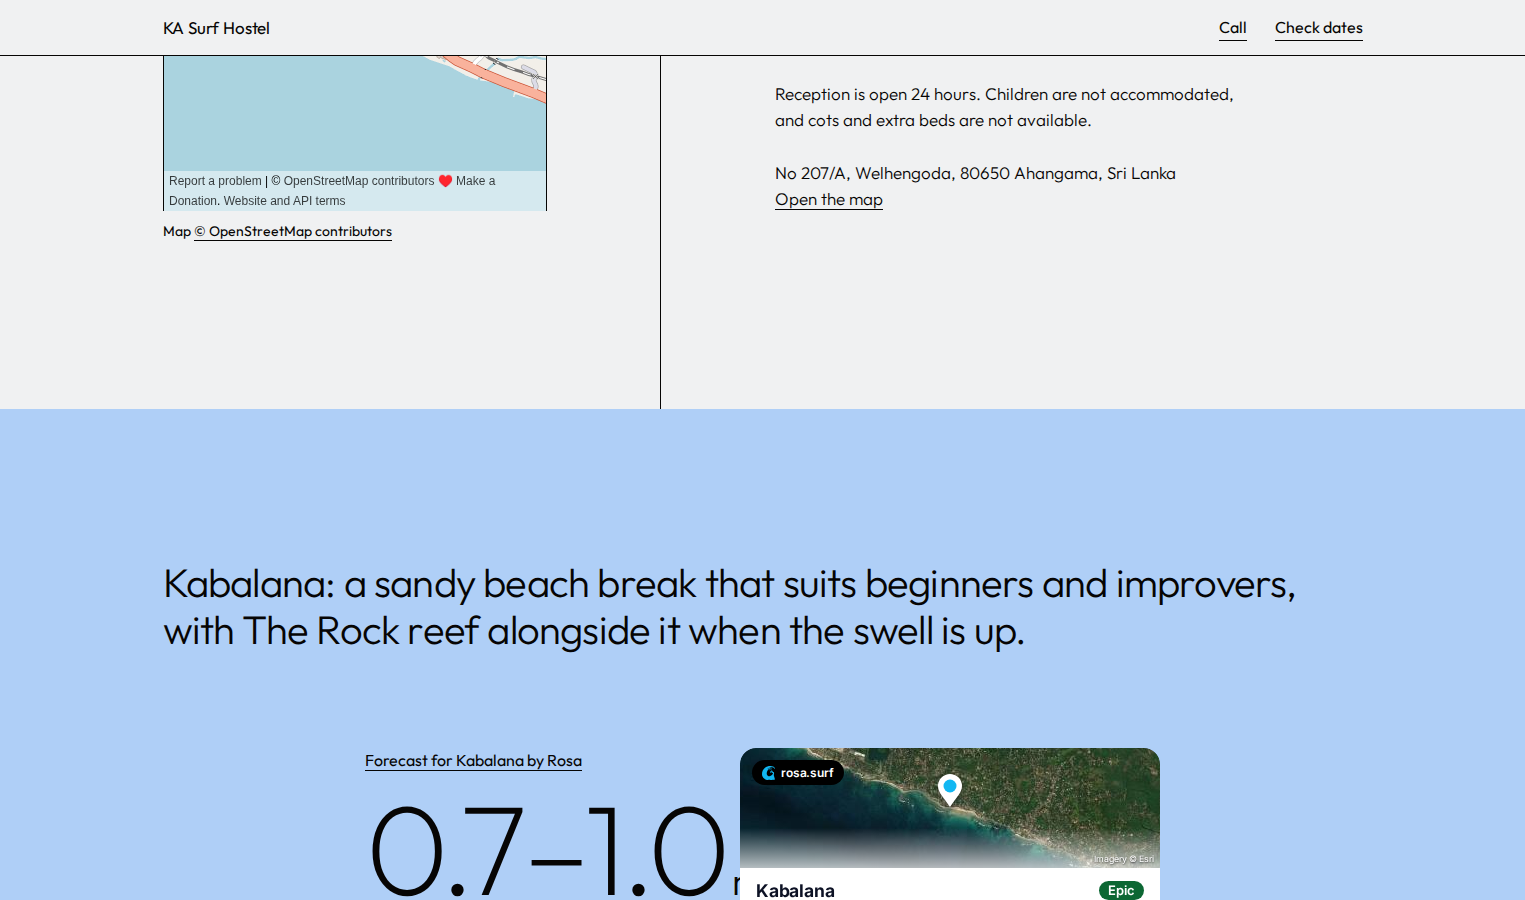 KA Surf Hostel
Call
Check dates
Report a problem | © OpenStreetMap contributors ❤️ Make a
Donation. Website and API terms
Map © OpenStreetMap contributors
Reception is open 24 hours. Children are not accommodated,
and cots and extra beds are not available.
No 207/A, Welhengoda, 80650 Ahangama, Sri Lanka
Open the map
Kabalana: a sandy beach break that suits beginners and improvers,
with The Rock reef alongside it when the swell is up.
Forecast for Kabalana by Rosa
0.7–1.0
rosa.surf
Imagery © Esri
Kabalana
Epic